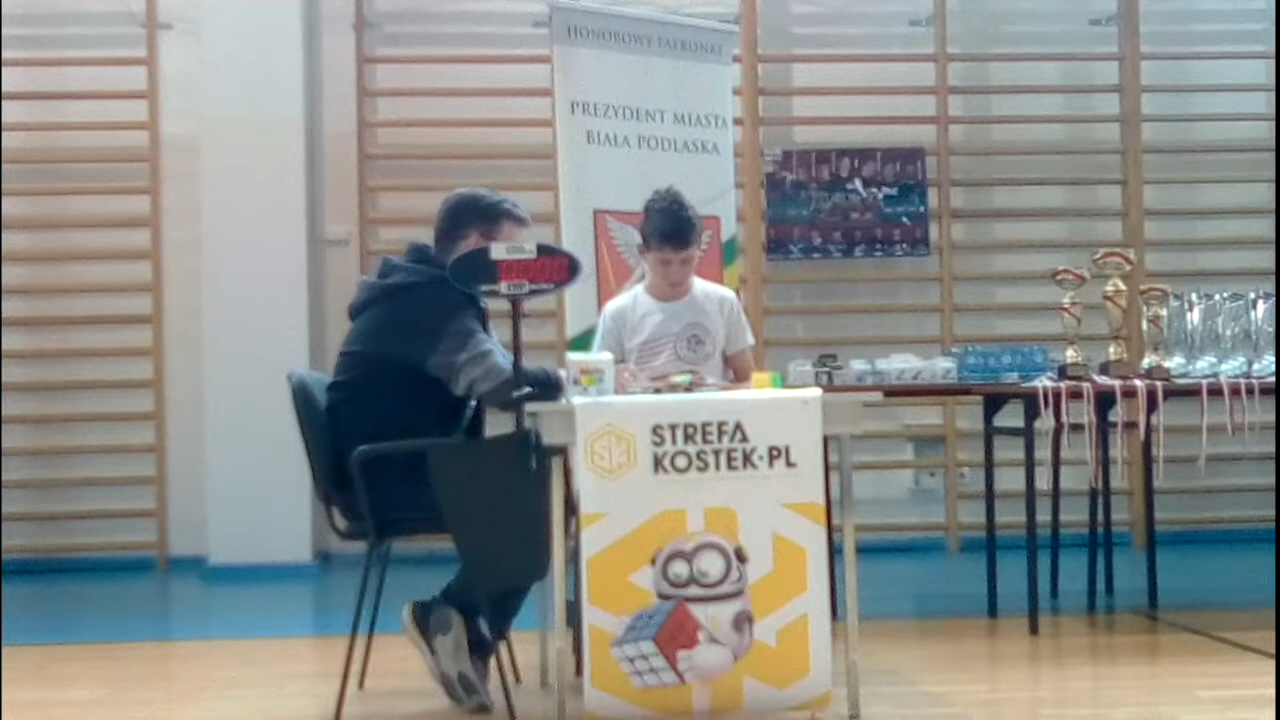 HONOROWY PATRONAT
PREZYDENT MIASTA
BIAŁA PODLASKA
STREFA
KOSTEK.PL